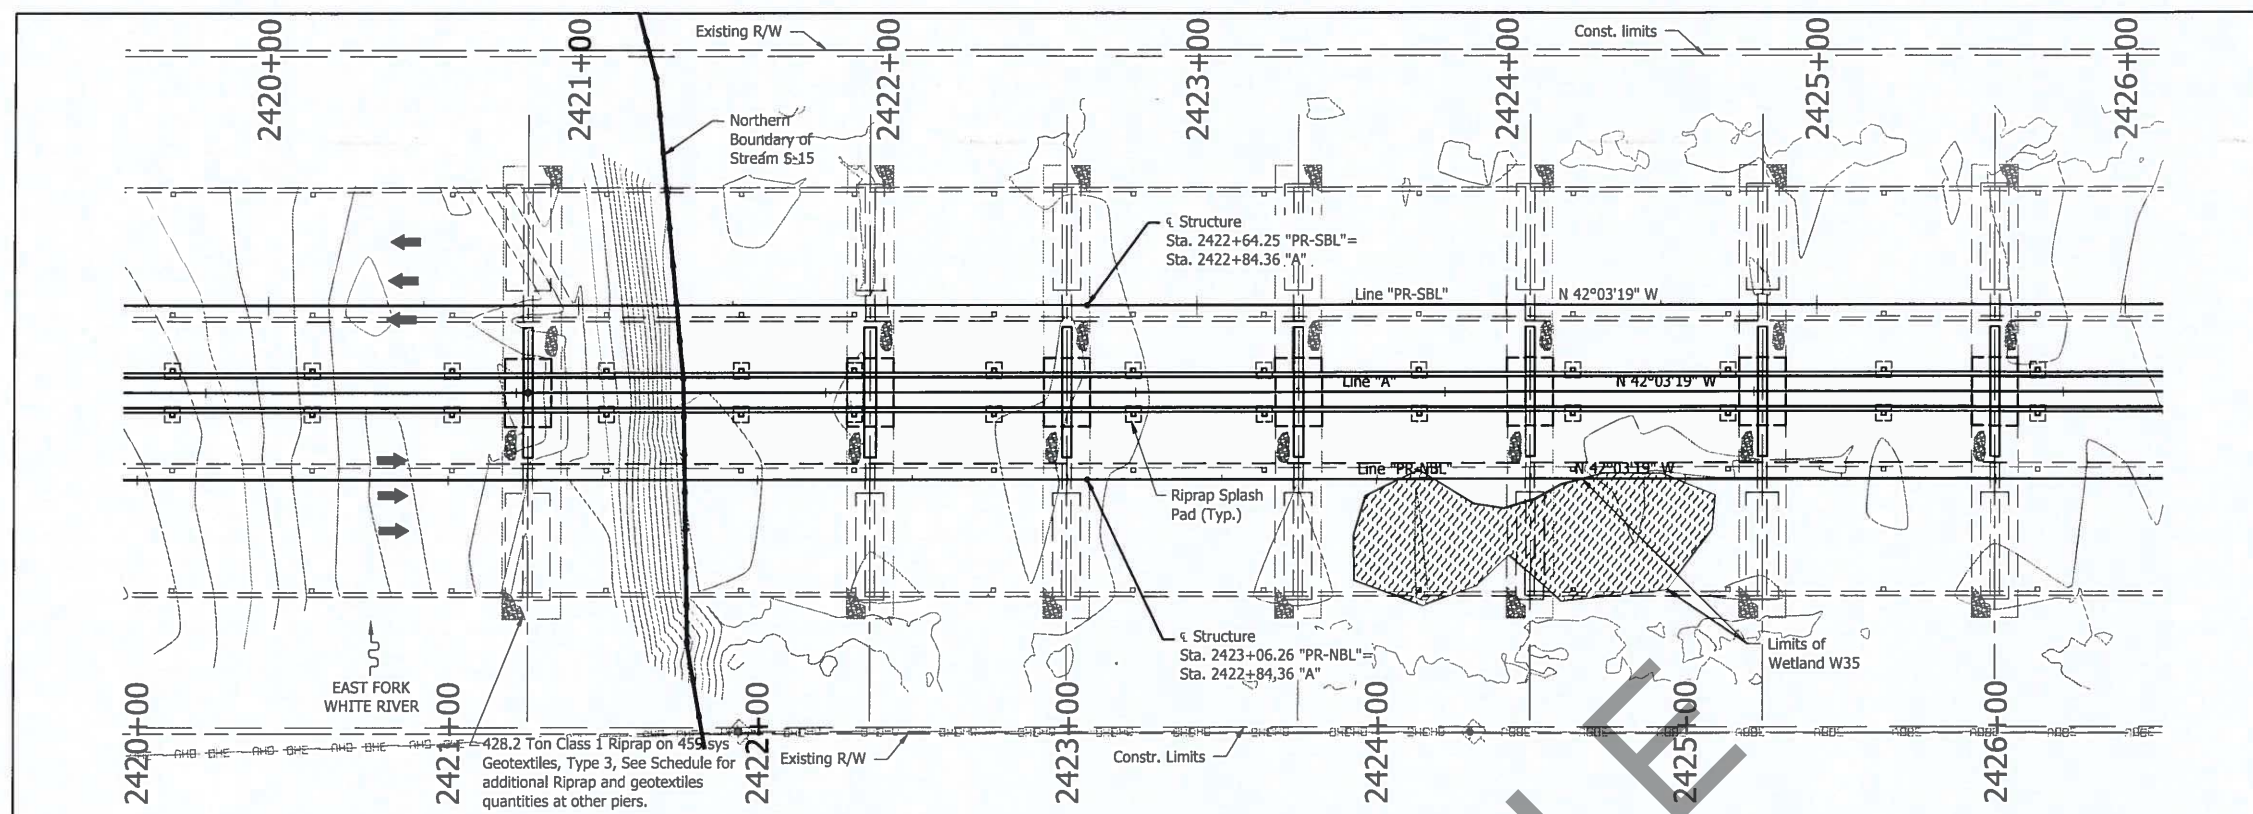 2420+00
2421+00
2422+00
2423+00
2424+00
2425+00
2426+00
Existing R/W
Const. limits
Northern
Boundary of
Stream S-15
℄ Structure
Sta. 2422+64.25 "PR-SBL"=
Sta. 2422+84.36 "A"
Line "PR-SBL"
N 42°03'19" W
Line "A"
N 42°03'19" W
Line "PR-NBL"
N 42°03'19" W
Riprap Splash
Pad (Typ.)
℄ Structure
Sta. 2423+06.26 "PR-NBL"=
Sta. 2422+84.36 "A"
Limits of
Wetland W35
EAST FORK
WHITE RIVER
428.2 Ton Class 1 Riprap on 459 sys
Geotextiles, Type 3, See Schedule for
additional Riprap and geotextiles
quantities at other piers.
Existing R/W
Constr. Limits
2420+00
2421+00
2422+00
2423+00
2424+00
2425+00
2426+00